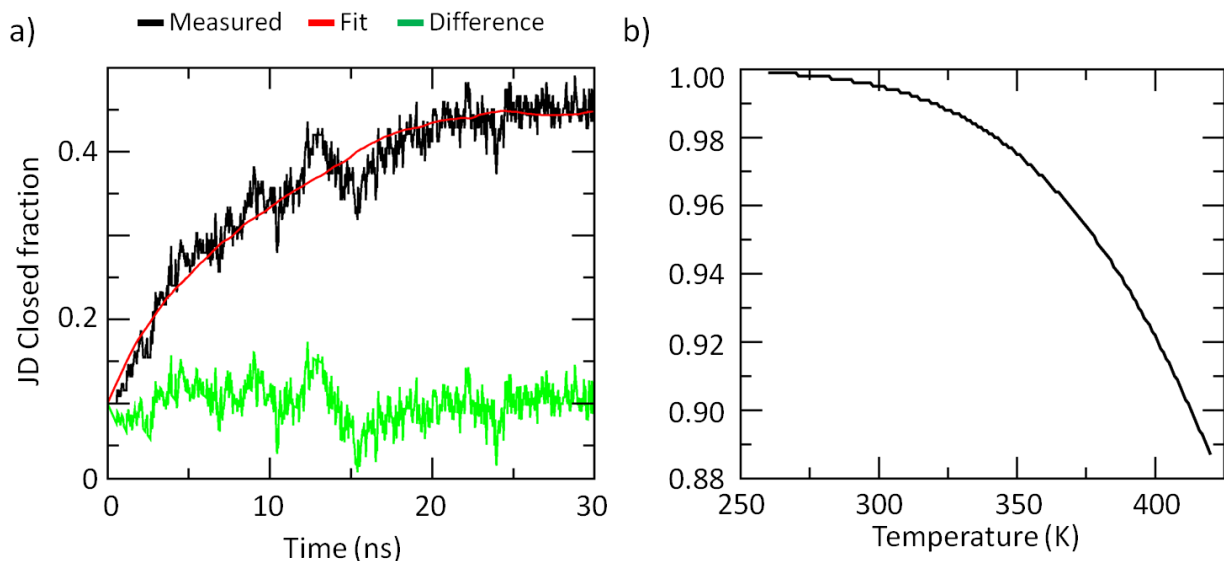 a)
Measured Fit Difference
b)
JD Closed fraction
0.4
0.2
0
0 10 20 30
Time (ns)
1.00
0.98
0.96
0.94
0.92
0.90
0.88
250 300 350 400
Temperature (K)